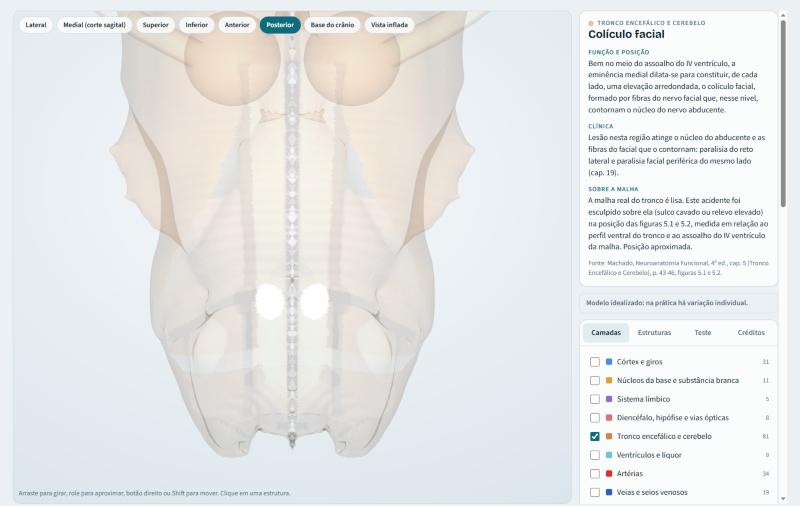 Lateral
Medial (corte sagital)
Superior
Inferior
Anterior
Posterior
Base do crânio
Vista inflada
TRONCO ENCEFÁLICO E CEREBELO
Colículo facial
FUNÇÃO E POSIÇÃO
Bem no meio do assoalho do IV ventrículo, a
eminência medial dilata-se para constituir, de cada
lado, uma elevação arredondada, o colículo facial,
formado por fibras do nervo facial que, nesse nível,
contornam o núcleo do nervo abducente.
CLÍNICA
Lesão nesta região atinge o núcleo do abducente e as
fibras do facial que o contornam: paralisia do reto
lateral e paralisia facial periférica do mesmo lado
(cap. 19).
SOBRE A MALHA
A malha real do tronco é lisa. Este acidente foi
esculpido sobre ela (sulco cavado ou relevo elevado)
na posição das figuras 5.1 e 5.2, medida em relação ao
perfil ventral do tronco e ao assoalho do IV ventrículo
da malha. Posição aproximada.
Fonte: Machado, Neuroanatomia Funcional, 4ª ed., cap. 5 (Tronco
Encefálico e Cerebelo), p. 43-46, figuras 5.1 e 5.2.
Modelo idealizado: na prática há variação individual.
Camadas
Estruturas
Teste
Créditos
Córtex e giros 31
Núcleos da base e substância branca 11
Sistema límbico 5
Diencéfalo, hipófise e vias ópticas 8
Tronco encefálico e cerebelo 81
Ventrículos e líquor 9
Artérias 34
Veias e seios venosos 19
Arraste para girar, role para aproximar, botão direito ou Shift para mover. Clique em uma estrutura.